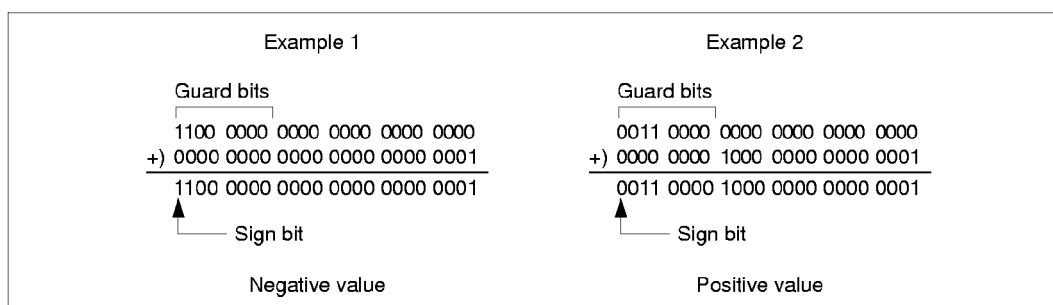 Example 1
Guard bits
1100 0000 0000 0000 0000 0000
+) 0000 0000 0000 0000 0000 0001
1100 0000 0000 0000 0000 0001
Sign bit
Negative value
Example 2
Guard bits
0011 0000 0000 0000 0000 0000
+) 0000 0000 1000 0000 0000 0001
0011 0000 1000 0000 0000 0001
Sign bit
Positive value